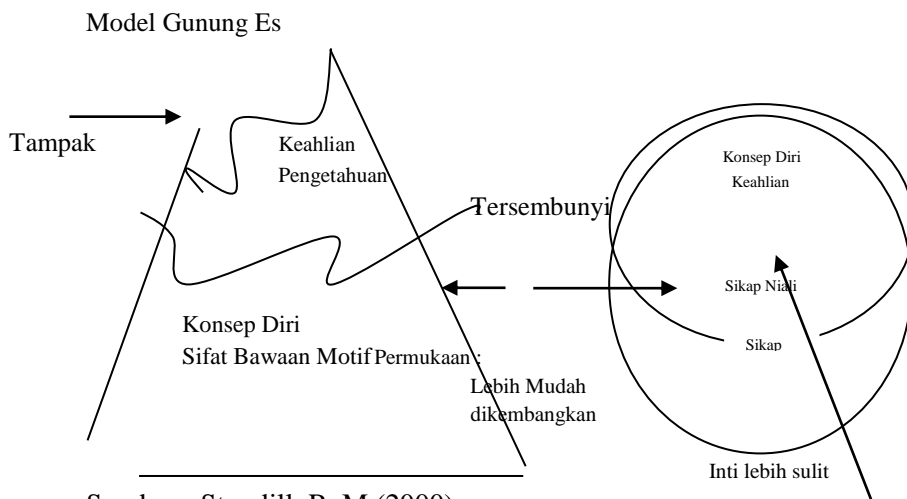 Model Gunung Es
Tampak
Keahlian
Pengetahuan
Tersembunyi
Konsep Diri
Sifat Bawaan Motif Permukaan :
Lebih Mudah
dikembangkan
Konsep Diri
Keahlian
Sikap Niali
Sikap
Inti lebih sulit